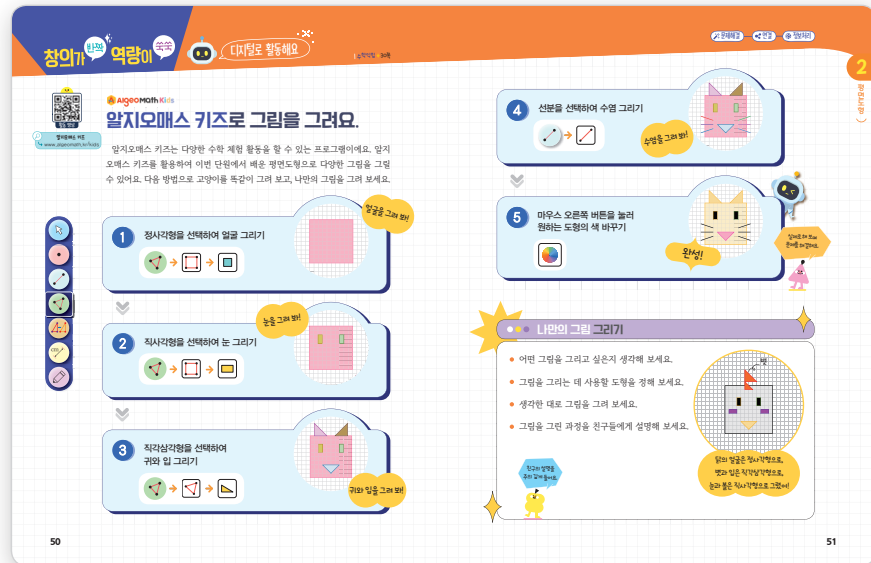 창의가 반짝 역량이 쑥쑥
디지털로 활동해요
문제해결 연결 정보처리
2
평면도형
AlgeoMath Kids
알지오매스 키즈로 그림을 그려요.
알지오매스 키즈
www.algeomath.kr/kids
알지오매스 키즈는 다양한 수학 체험 활동을 할 수 있는 프로그램이에요. 알지
오매스 키즈를 활용하여 이번 단원에서 배운 평면도형으로 다양한 그림을 그릴
수 있어요. 다음 방법으로 고양이를 똑같이 그려 보고, 나만의 그림을 그려 보세요.
얼굴을 그려 봐!
1 정사각형을 선택하여 얼굴 그리기
눈을 그려 봐!
2 직사각형을 선택하여 눈 그리기
3 직각삼각형을 선택하여
귀와 입 그리기
귀와 입을 그려 봐!
50
4 선분을 선택하여 수염 그리기
수염을 그려 봐!
5 마우스 오른쪽 버튼을 눌러
원하는 도형의 색 바꾸기
완성!
나만의 그림 그리기
어떤 그림을 그리고 싶은지 생각해 보세요.
그림을 그리는 데 사용할 도형을 정해 보세요.
생각한 대로 그림을 그려 보세요.
그림을 그린 과정을 친구들에게 설명해 보세요.
볏
친구의 설명을
주의 깊게 들어요.
닭의 얼굴은 정사각형으로,
볏과 입은 직각삼각형으로,
눈과 볼은 직사각형으로 그렸어!
51